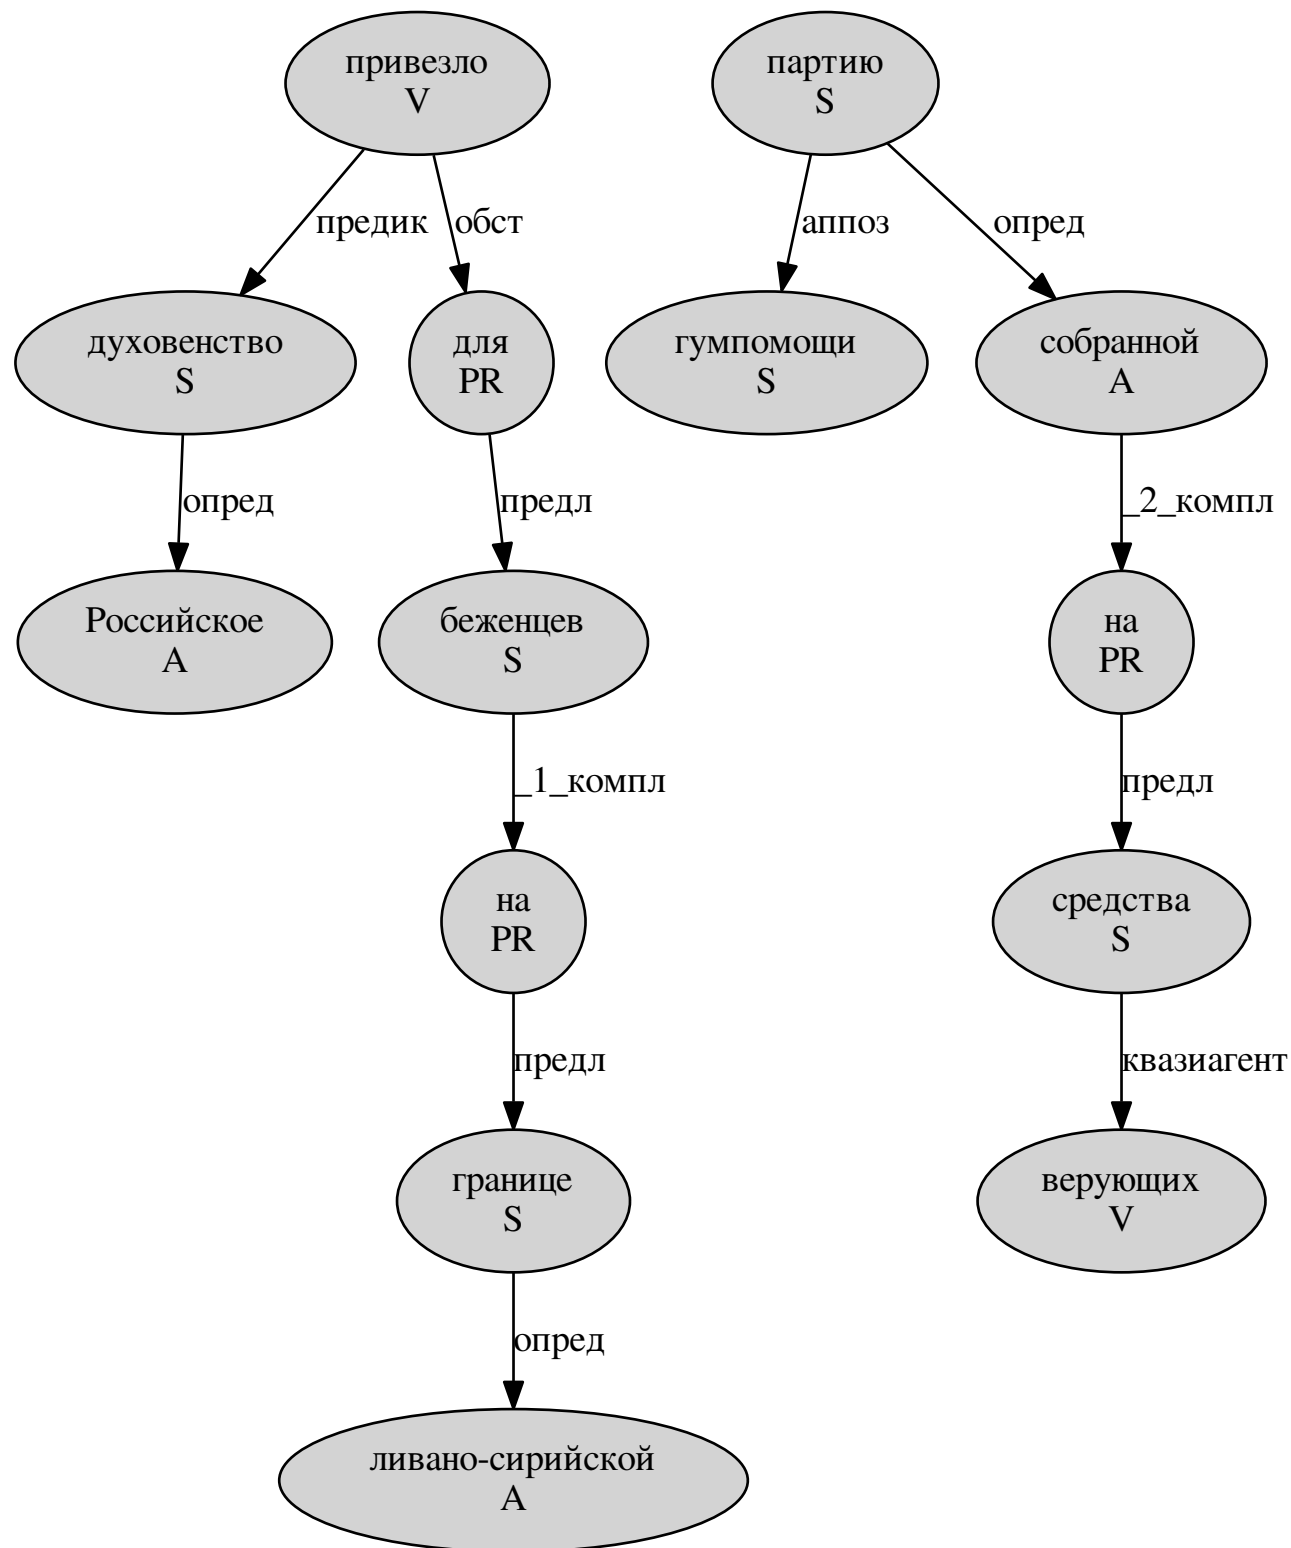 привезло
V
партию
S
предик
обст
аппоз
опред
духовенство
S
для
PR
гумпомощи
S
собранной
A
опред
предл
_2_компл
Российское
A
беженцев
S
на
PR
_1_компл
предл
на
PR
средства
S
предл
квазиагент
границе
S
верующих
V
опред
ливано-сирийской
A